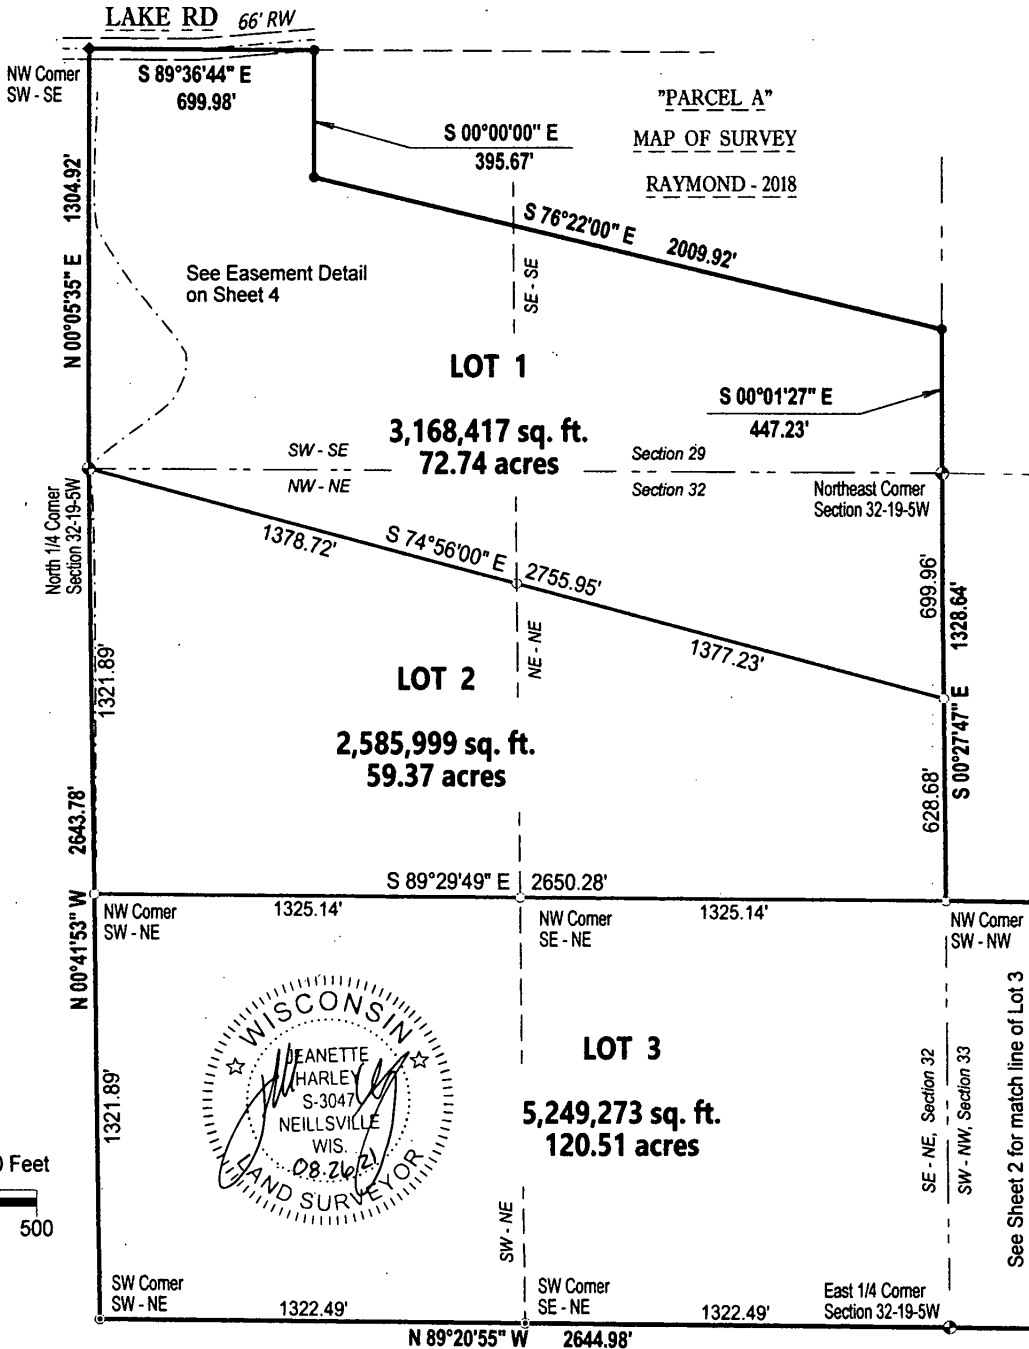 LAKE RD 66' RW
NW Corner
SW - SE
S 89°36'44" E
699.98'
"PARCEL A"
MAP OF SURVEY
RAYMOND - 2018
S 00°00'00" E
395.67'
N 00°05'35" E 1304.92'
S 76°22'00" E 2009.92'
SE - SE
See Easement Detail
on Sheet 4
LOT 1
3,168,417 sq. ft.
72.74 acres
S 00°01'27" E
447.23'
SW - SE
NW - NE
Section 29
Section 32
Northeast Corner
Section 32-19-5W
North 1/4 Corner
Section 32-19-5W
1378.72'
S 74°56'00" E 2755.95'
1377.23'
NE - NE
699.96'
1328.64'
S 00°27'47" E
628.68'
1321.89'
LOT 2
2,585,999 sq. ft.
59.37 acres
N 00°41'53" W 2643.78'
S 89°29'49" E 2650.28'
1325.14'
1325.14'
NW Corner
SW - NE
NW Corner
SE - NE
NW Corner
SW - NW
WISCONSIN
JEANETTE
HARLEY
S-3047
NEILLSVILLE
WIS.
08.26.21
LAND SURVEYOR
LOT 3
5,249,273 sq. ft.
120.51 acres
1321.89'
SE - NE, Section 32
SW - NW, Section 33
See Sheet 2 for match line of Lot 3
0 Feet
500
SW - NE
SW Corner
SW - NE
1322.49'
SW Corner
SE - NE
1322.49'
East 1/4 Corner
Section 32-19-5W
N 89°20'55" W 2644.98'